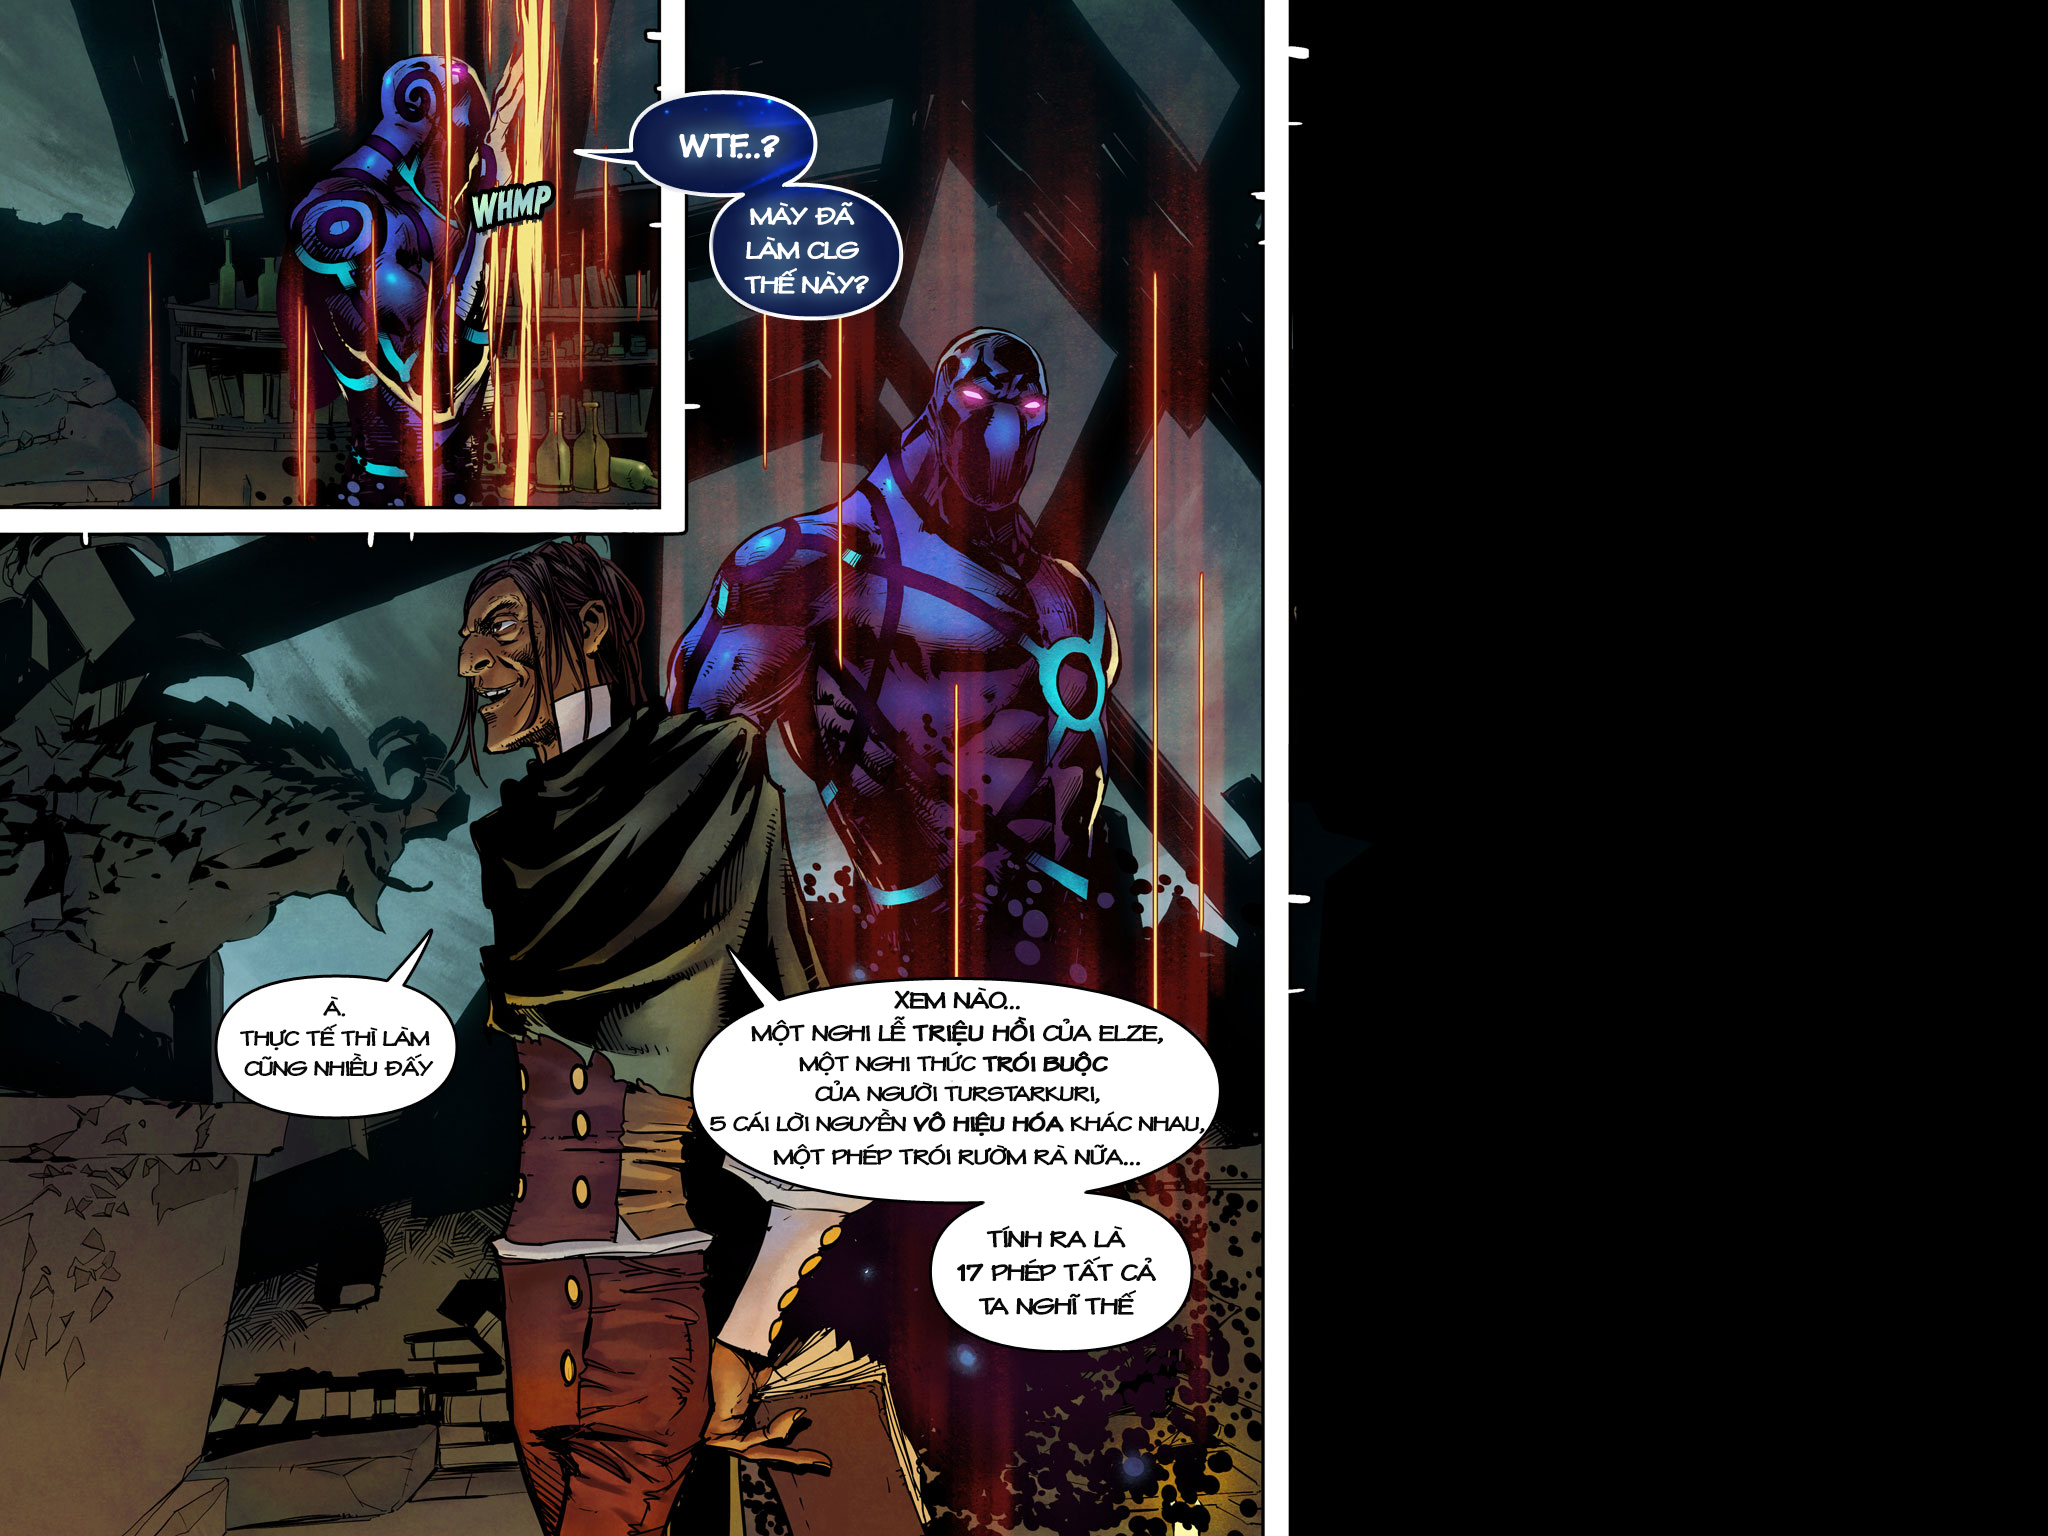 WTF...?
WHMP
MÀY ĐÃ
LÀM CLG
THẾ NÀY?
À.
THỰC TẾ THÌ LÀM
CŨNG NHIỀU ĐẤY
XEM NÀO...
MỘT NGHI LỄ TRIỆU HỒI CỦA ELZE,
MỘT NGHI THỨC TRÓI BUỘC
CỦA NGƯỜI TURSTARKURI,
5 CÁI LỜI NGUYỀN VÔ HIỆU HÓA KHÁC NHAU,
MỘT PHÉP TRÓI RƯỜM RÀ NỮA...
TÍNH RA LÀ
17 PHÉP TẤT CẢ
TA NGHĨ THẾ